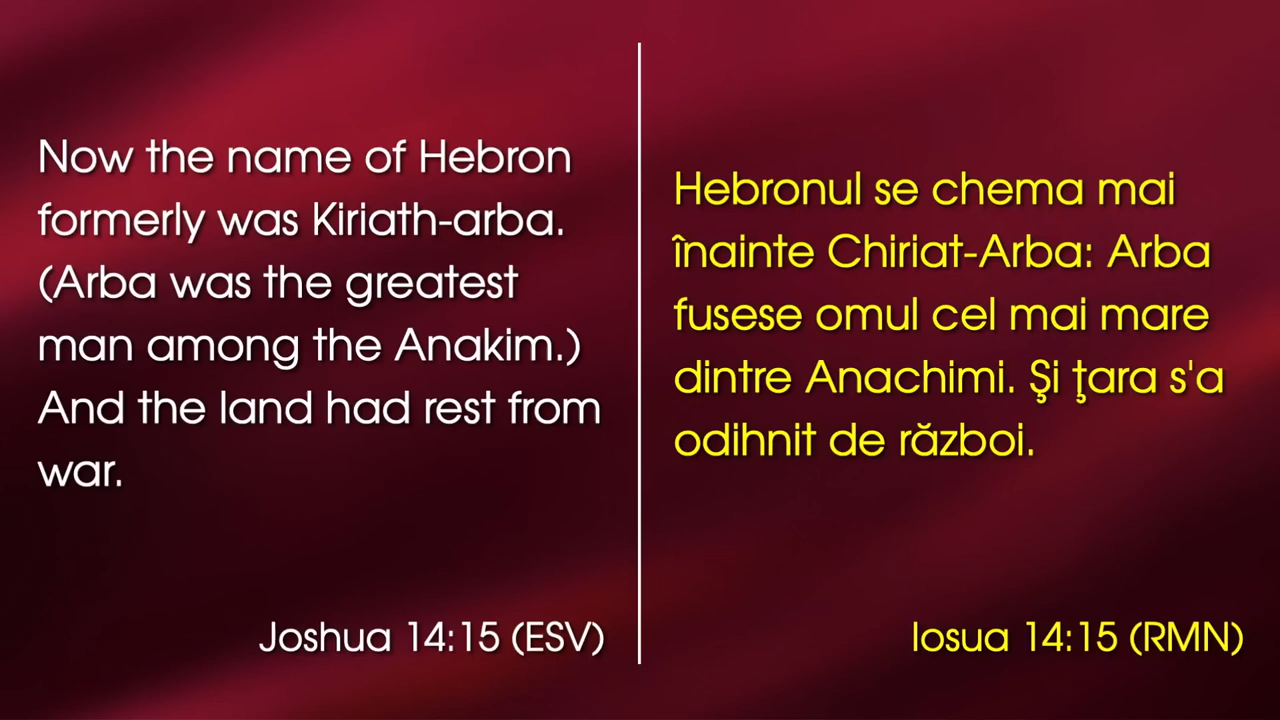 Now the name of Hebron
formerly was Kiriath-arba.
(Arba was the greatest
man among the Anakim.)
And the land had rest from
war.
Joshua 14:15 (ESV)
Hebronul se chema mai
înainte Chiriat-Arba: Arba
fusese omul cel mai mare
dintre Anachimi. Şi ţara s'a
odihnit de război.
Iosua 14:15 (RMN)